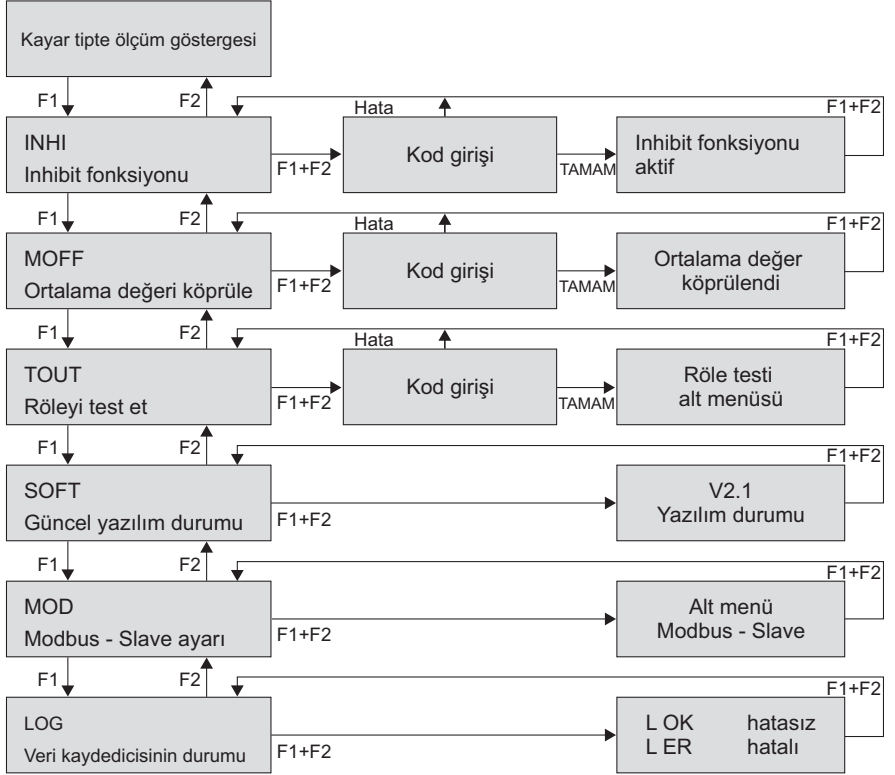 Kayar tipte ölçüm göstergesi
F1
F2
Hata
F1+F2
INHI
Inhibit fonksiyonu
F1+F2
Kod girişi
TAMAM
Inhibit fonksiyonu
aktif
F1
F2
Hata
F1+F2
MOFF
Ortalama değeri köprüle
F1+F2
Kod girişi
TAMAM
Ortalama değer
köprülendi
F1
F2
Hata
F1+F2
TOUT
Röleyi test et
F1+F2
Kod girişi
TAMAM
Röle testi
alt menüsü
F1
F2
F1+F2
SOFT
Güncel yazılım durumu
F1+F2
V2.1
Yazılım durumu
F1
F2
F1+F2
MOD
Modbus - Slave ayarı
F1+F2
Alt menü
Modbus - Slave
F1
F2
F1+F2
LOG
Veri kaydedicisinin durumu
F1+F2
L OK hatasız
L ER hatalı